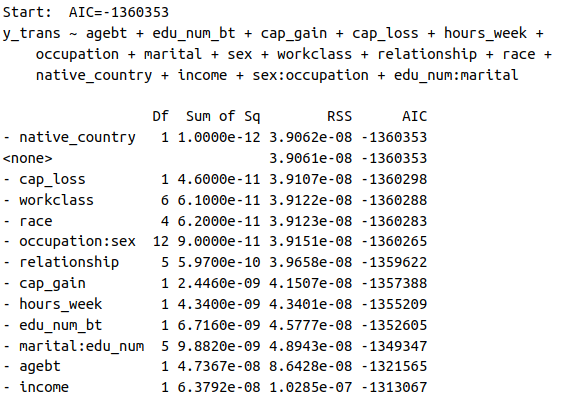 Start:  AIC=-1360353
y_trans ~ agebt + edu_num_bt + cap_gain + cap_loss + hours_week +
    occupation + marital + sex + workclass + relationship + race +
    native_country + income + sex:occupation + edu_num:marital

                  Df  Sum of Sq        RSS      AIC
- native_country   1 1.0000e-12 3.9062e-08 -1360353
<none>                          3.9061e-08 -1360353
- cap_loss         1 4.6000e-11 3.9107e-08 -1360298
- workclass        6 6.1000e-11 3.9122e-08 -1360288
- race             4 6.2000e-11 3.9123e-08 -1360283
- occupation:sex  12 9.0000e-11 3.9151e-08 -1360265
- relationship     5 5.9700e-10 3.9658e-08 -1359622
- cap_gain         1 2.4460e-09 4.1507e-08 -1357388
- hours_week       1 4.3400e-09 4.3401e-08 -1355209
- edu_num_bt       1 6.7160e-09 4.5777e-08 -1352605
- marital:edu_num  5 9.8820e-09 4.8943e-08 -1349347
- agebt            1 4.7367e-08 8.6428e-08 -1321565
- income           1 6.3792e-08 1.0285e-07 -1313067